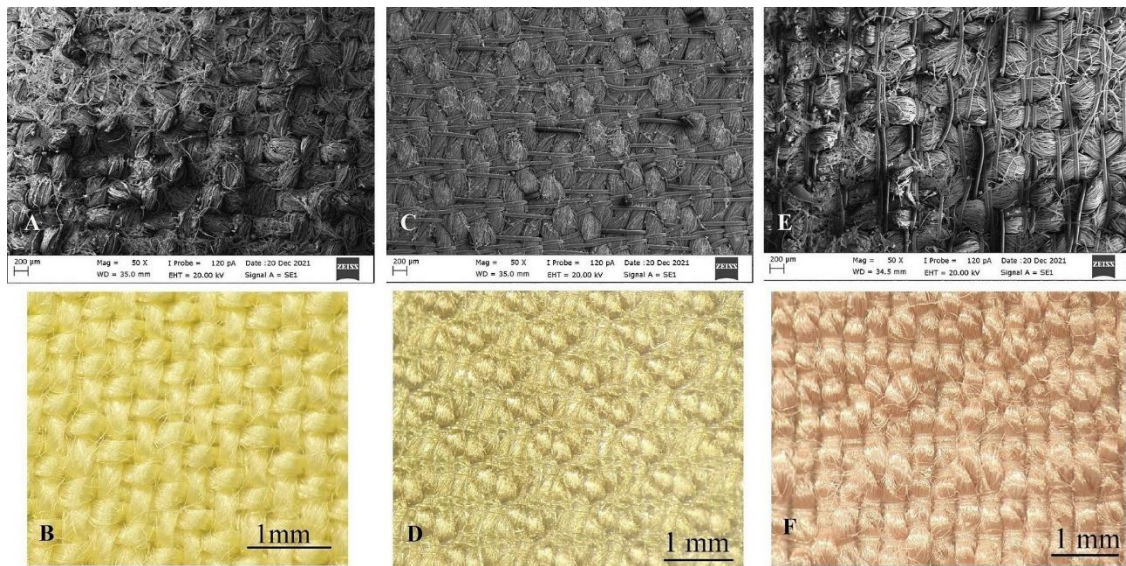 A
200 µm
Mag = 50 X
I Probe = 120 pA
Date :20 Dec 2021
WD = 35.0 mm
EHT = 20.00 kV
Signal A = SE1
ZEISS
C
200 µm
Mag = 50 X
I Probe = 120 pA
Date :20 Dec 2021
WD = 35.0 mm
EHT = 20.00 kV
Signal A = SE1
ZEISS
E
200 µm
Mag = 50 X
I Probe = 120 pA
Date :20 Dec 2021
WD = 34.5 mm
EHT = 20.00 kV
Signal A = SE1
ZEISS
B
1mm
D
1 mm
F
1 mm